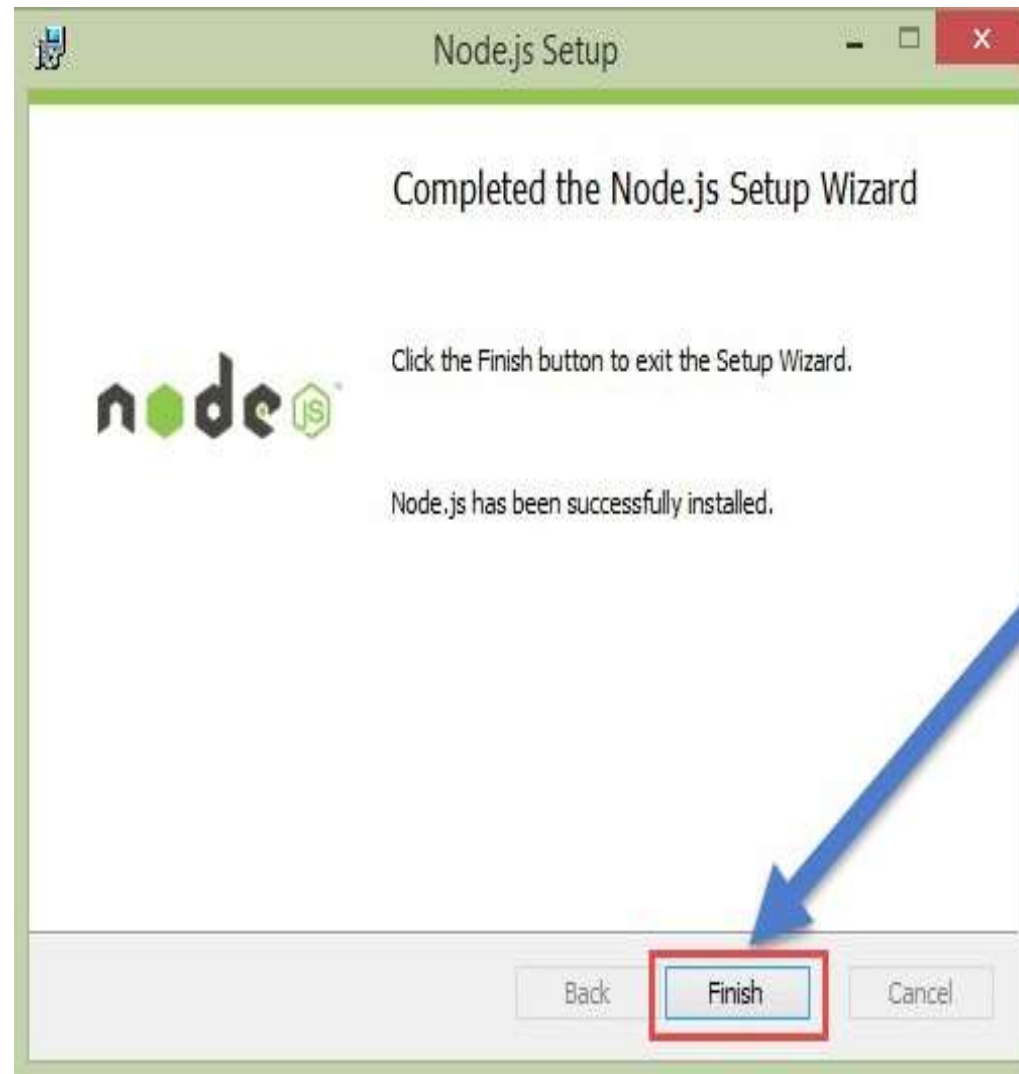 Node.js Setup
Completed the Node.js Setup Wizard
Click the Finish button to exit the Setup Wizard.
node JS
Node.js has been successfully installed.
Back Finish Cancel